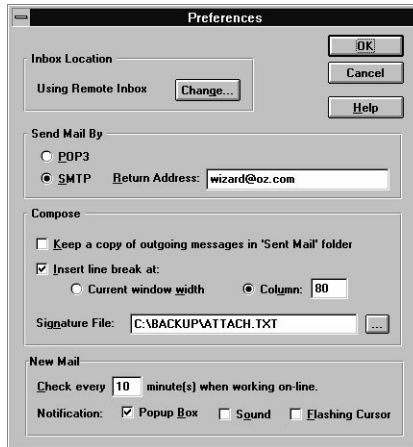 Preferences
OK
Cancel
Help
Inbox Location
Using Remote Inbox Change...
Send Mail By
POP3
SMTP Return Address: wizard@oz.com
Compose
Keep a copy of outgoing messages in 'Sent Mail' folder
Insert line break at:
Current window width Column: 80
Signature File: C:\BACKUP\ATTACH.TXT ...
New Mail
Check every 10 minute(s) when working on-line.
Notification: Popup Box Sound Flashing Cursor